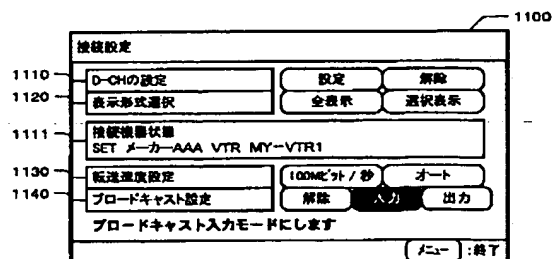 1100
接続設定
1110 D-CHの設定 設定 解除
1120 表示形式選択 全表示 選択表示
1111 接続機器状態
SET メーカーAAA VTR MY-VTR1
1130 転送速度設定 100Mビット/秒 オート
1140 ブロードキャスト設定 解除 入力 出力
ブロードキャスト入力モードにします
メニュー :終了